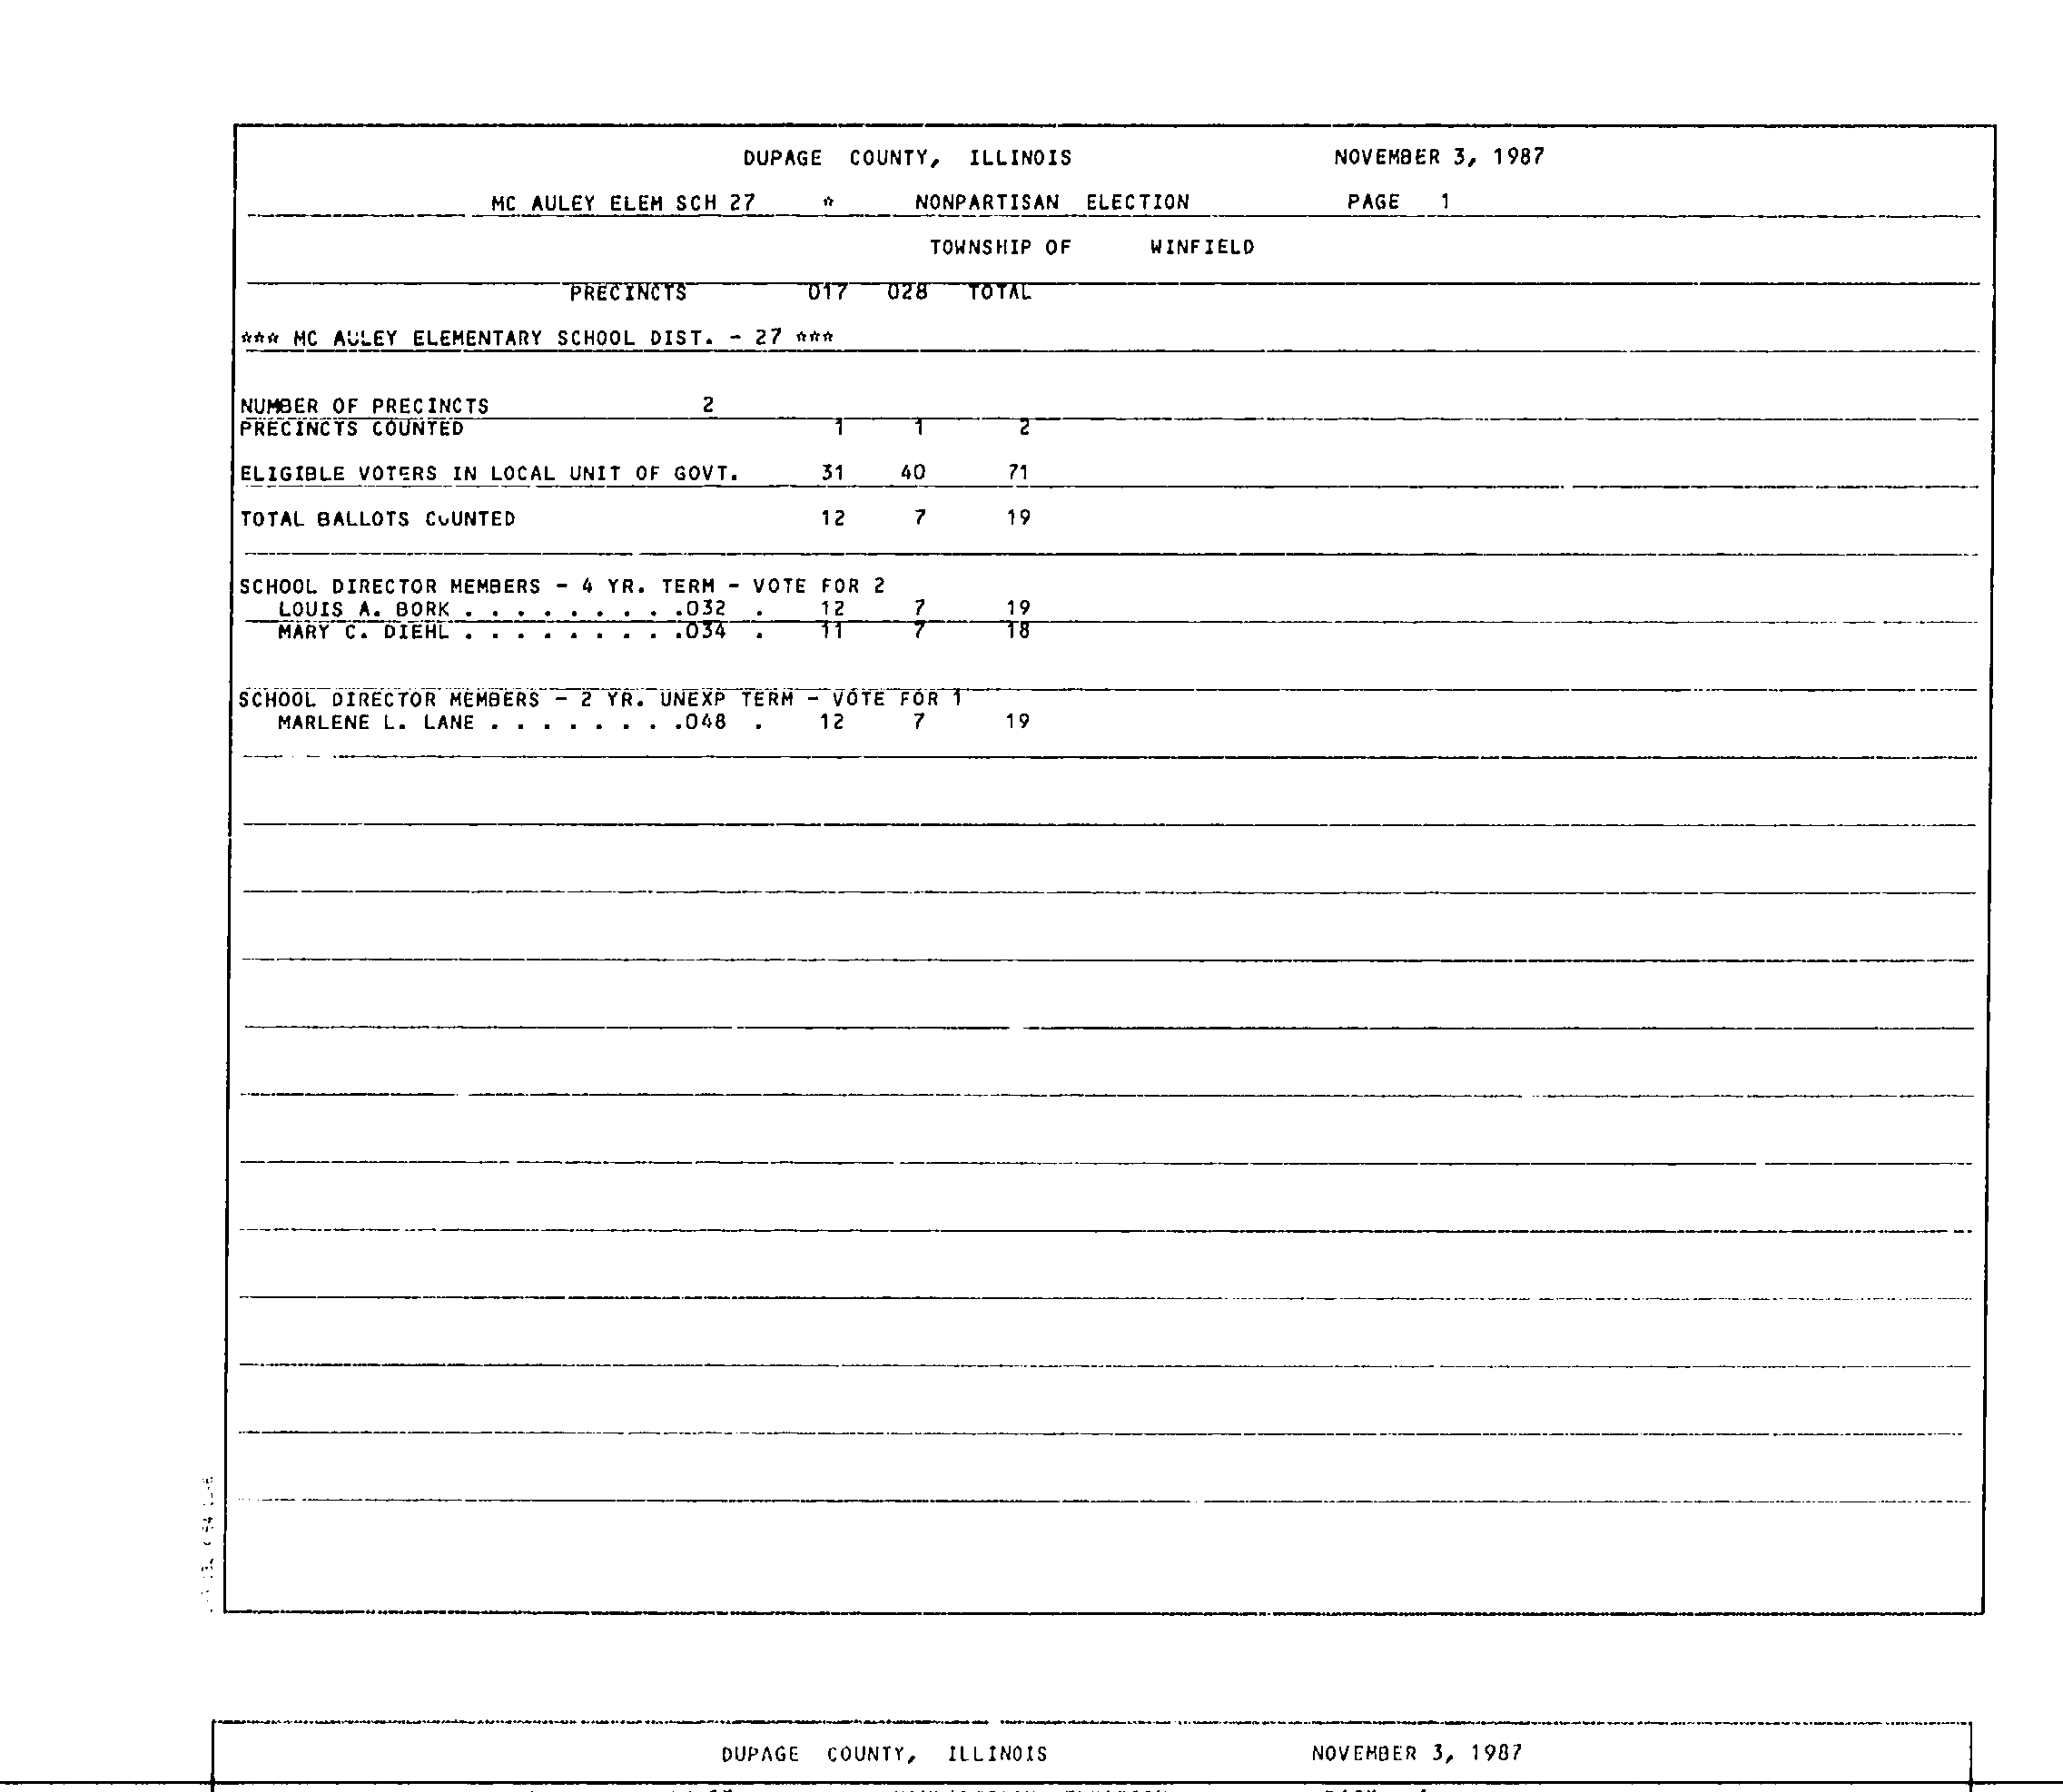 DUPAGE COUNTY, ILLINOIS NOVEMBER 3, 1987
MC AULEY ELEM SCH 27 * NONPARTISAN ELECTION PAGE 1
TOWNSHIP OF WINFIELD
PRECINCTS 017 028 TOTAL
*** MC AULEY ELEMENTARY SCHOOL DIST. - 27 ***
NUMBER OF PRECINCTS 2
PRECINCTS COUNTED 1 1 2
ELIGIBLE VOTERS IN LOCAL UNIT OF GOVT. 31 40 71
TOTAL BALLOTS COUNTED 12 7 19
SCHOOL DIRECTOR MEMBERS - 4 YR. TERM - VOTE FOR 2
LOUIS A. BORK . . . . . . . . .032 . 12 7 19
MARY C. DIEHL . . . . . . . . .034 . 11 7 18
SCHOOL DIRECTOR MEMBERS - 2 YR. UNEXP TERM - VOTE FOR 1
MARLENE L. LANE . . . . . . . .048 . 12 7 19
DUPAGE COUNTY, ILLINOIS NOVEMBER 3, 1987